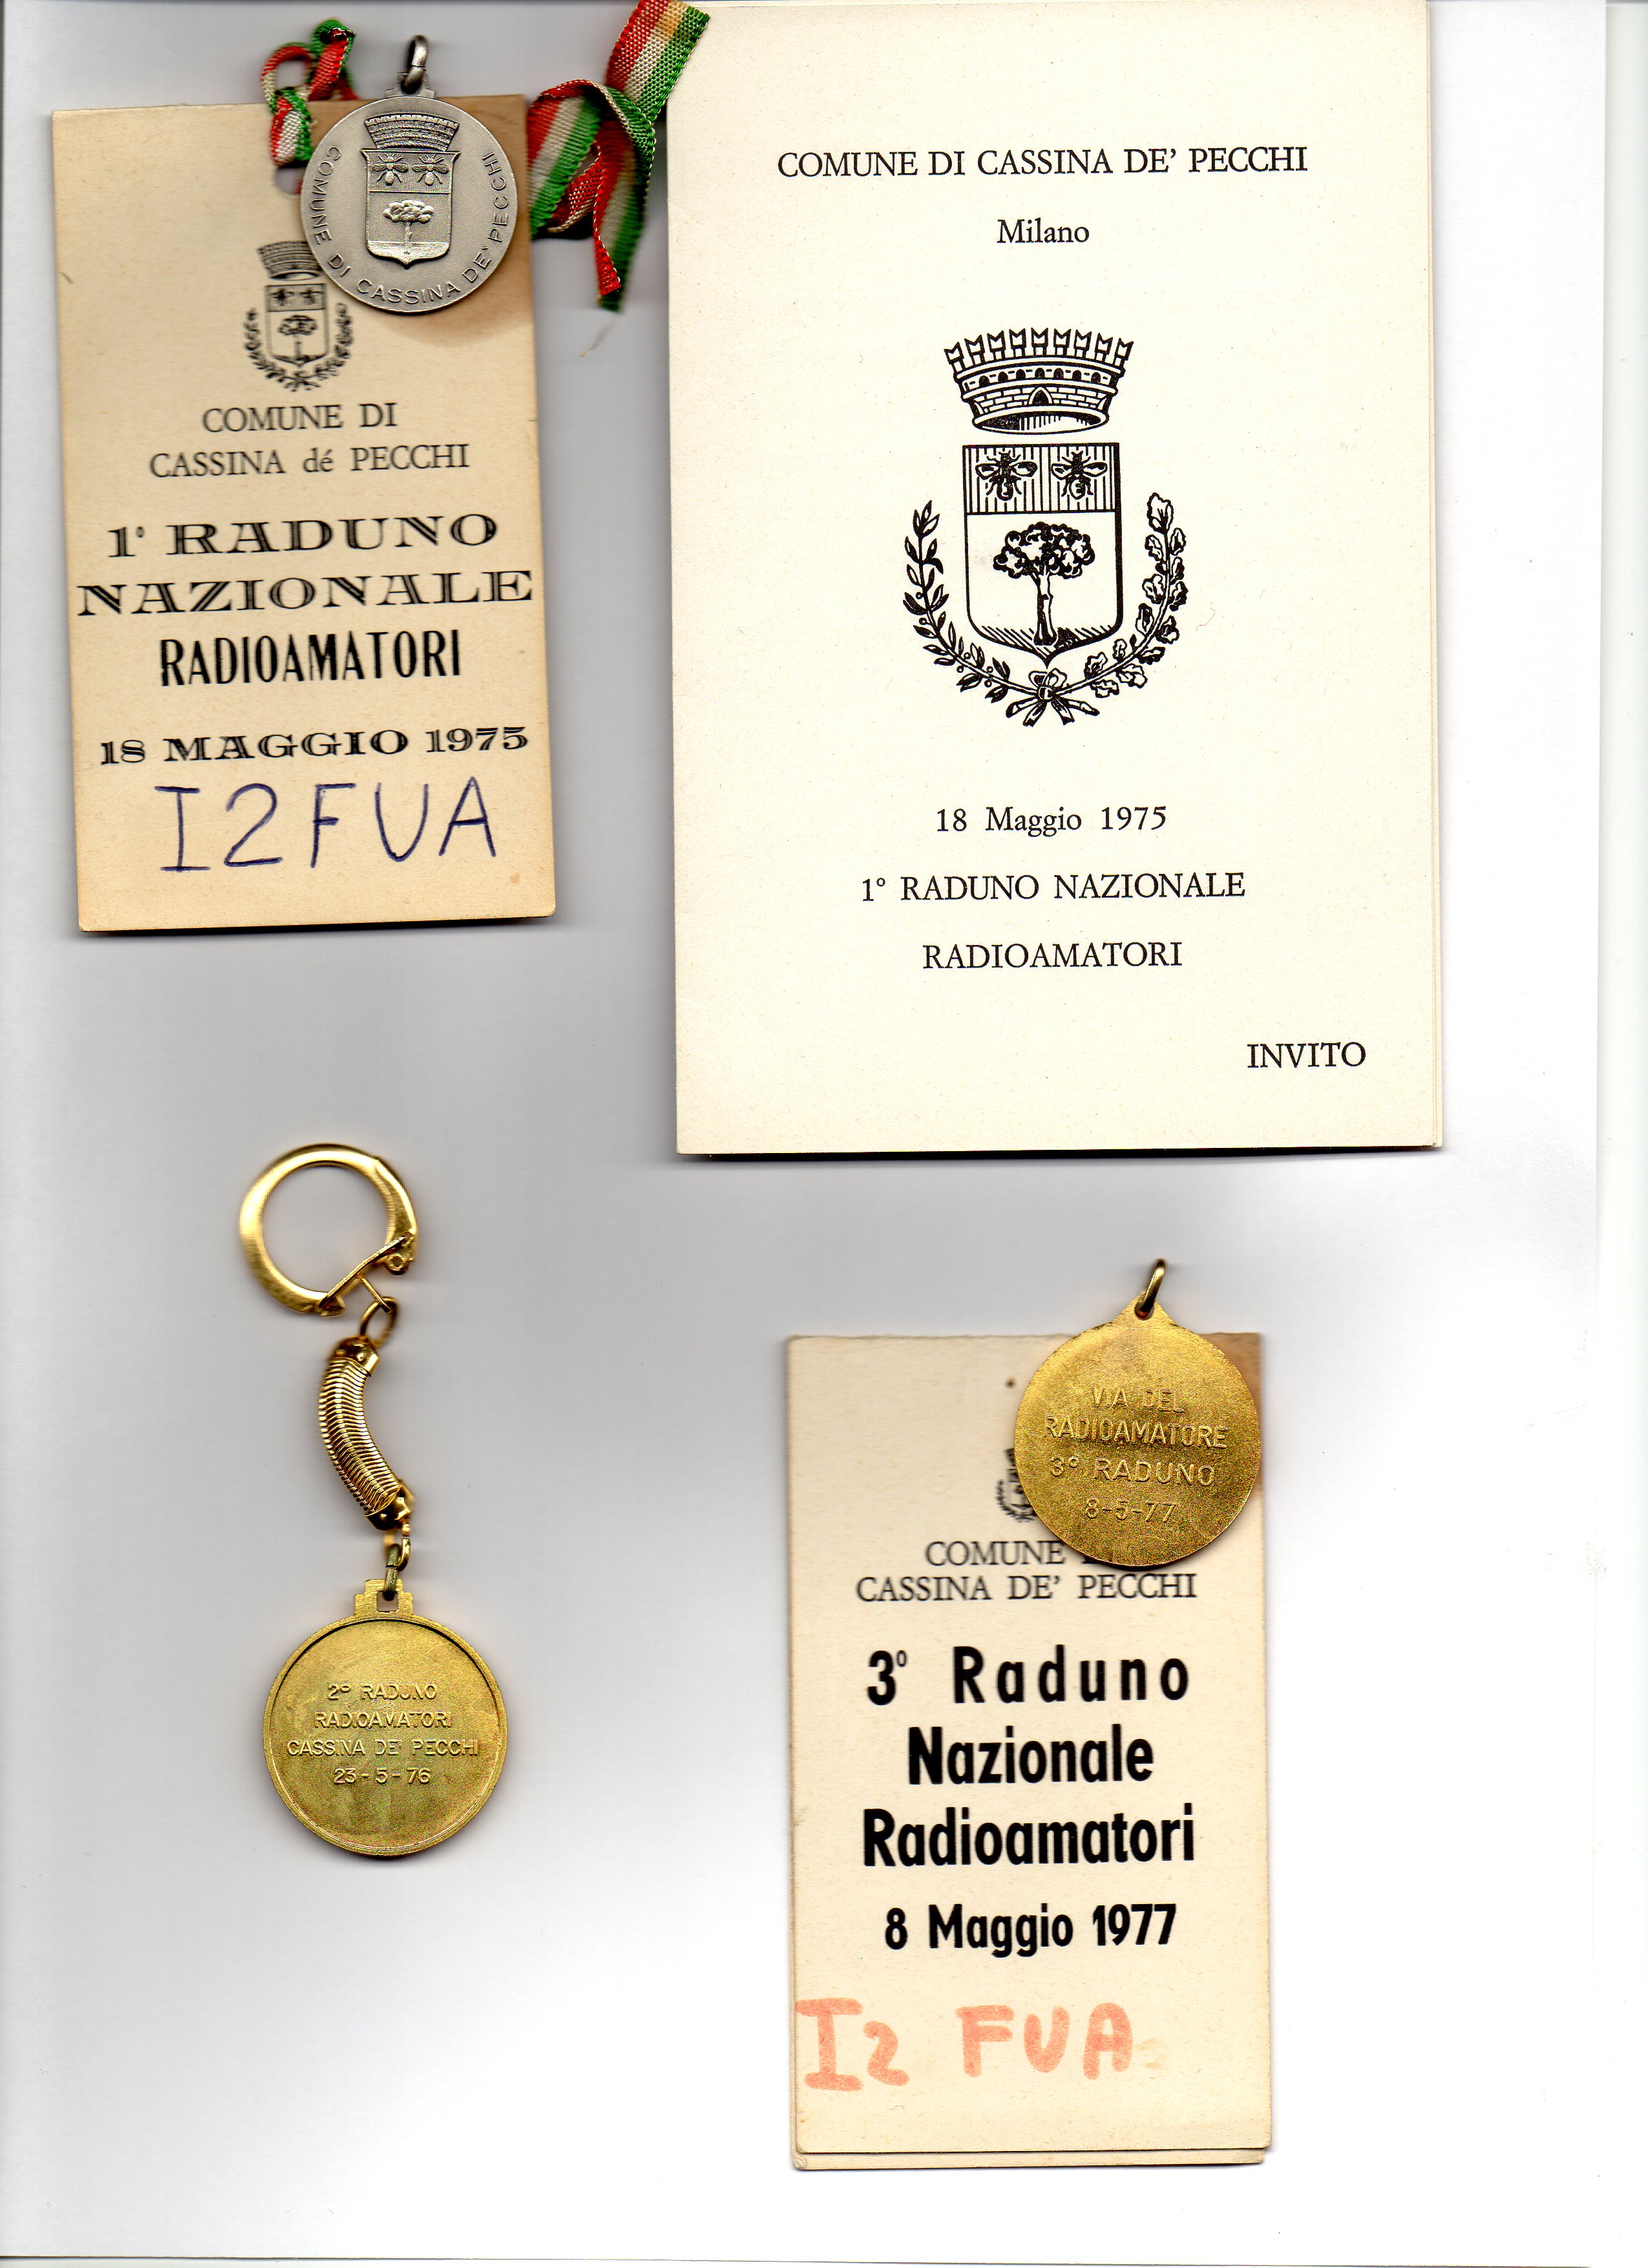 COMUNE DI CASSINA DE' PECCHI
COMUNE DI
CASSINA dé PECCHI
1° RADUNO
NAZIONALE
RADIOAMATORI
18 MAGGIO 1975
I2FUA
COMUNE DI CASSINA DE' PECCHI
Milano
18 Maggio 1975
1° RADUNO NAZIONALE
RADIOAMATORI
INVITO
2° RADUNO
RADIOAMATORI
CASSINA DE' PECCHI
23-5-76
VIA DEL
RADIOAMATORE
3° RADUNO
8-5-77
COMUNE
CASSINA DE' PECCHI
3° Raduno
Nazionale
Radioamatori
8 Maggio 1977
I2 FUA